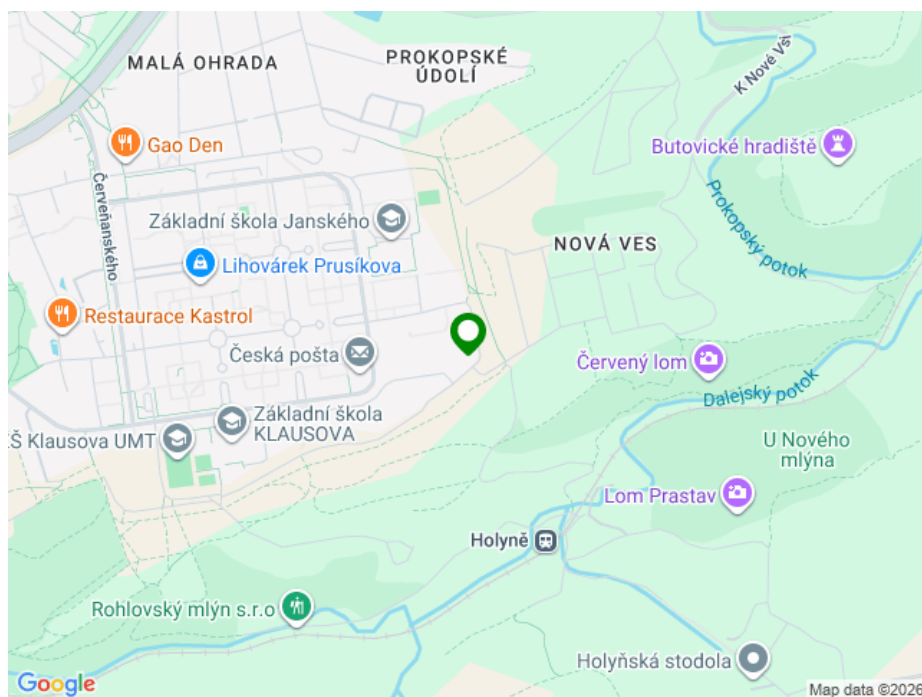 MALÁ OHRADA
PROKOPSKÉ
ÚDOLÍ
K Nové Vsi
Gao Den
Butovické hradiště
Červeňanského
Základní škola Janského
Prokopský potok
NOVÁ VES
Lihovárek Prusíkova
Restaurace Kastrol
Česká pošta
Červený lom
Dalejský potok
Základní škola
KLAUSOVA
ZŠ Klausova UMT
U Nového
mlýna
Lom Prastav
Holyně
Rohlovský mlýn s.r.o
Holyňská stodola
Google
Map data ©2026